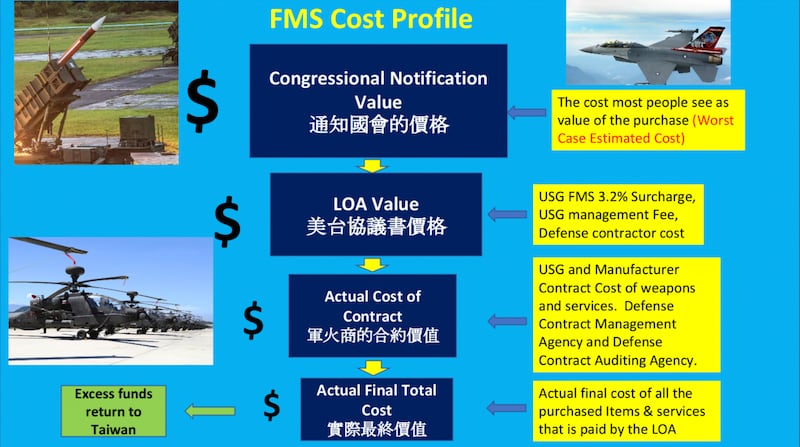 FMS Cost Profile
$
Congressional Notification
Value
通知國會的價格
The cost most people see as
value of the purchase (Worst
Case Estimated Cost)
$
LOA Value
美台協議書價格
USG FMS 3.2% Surcharge,
USG management Fee,
Defense contractor cost
$
Actual Cost of
Contract
軍火商的合約價值
USG and Manufacturer
Contract Cost of weapons
and services. Defense
Contract Management
Agency and Defense
Contract Auditing Agency.
Excess funds
return to
Taiwan
$
Actual Final Total
Cost
實際最終價值
Actual final cost of all the
purchased Items & services
that is paid by the LOA